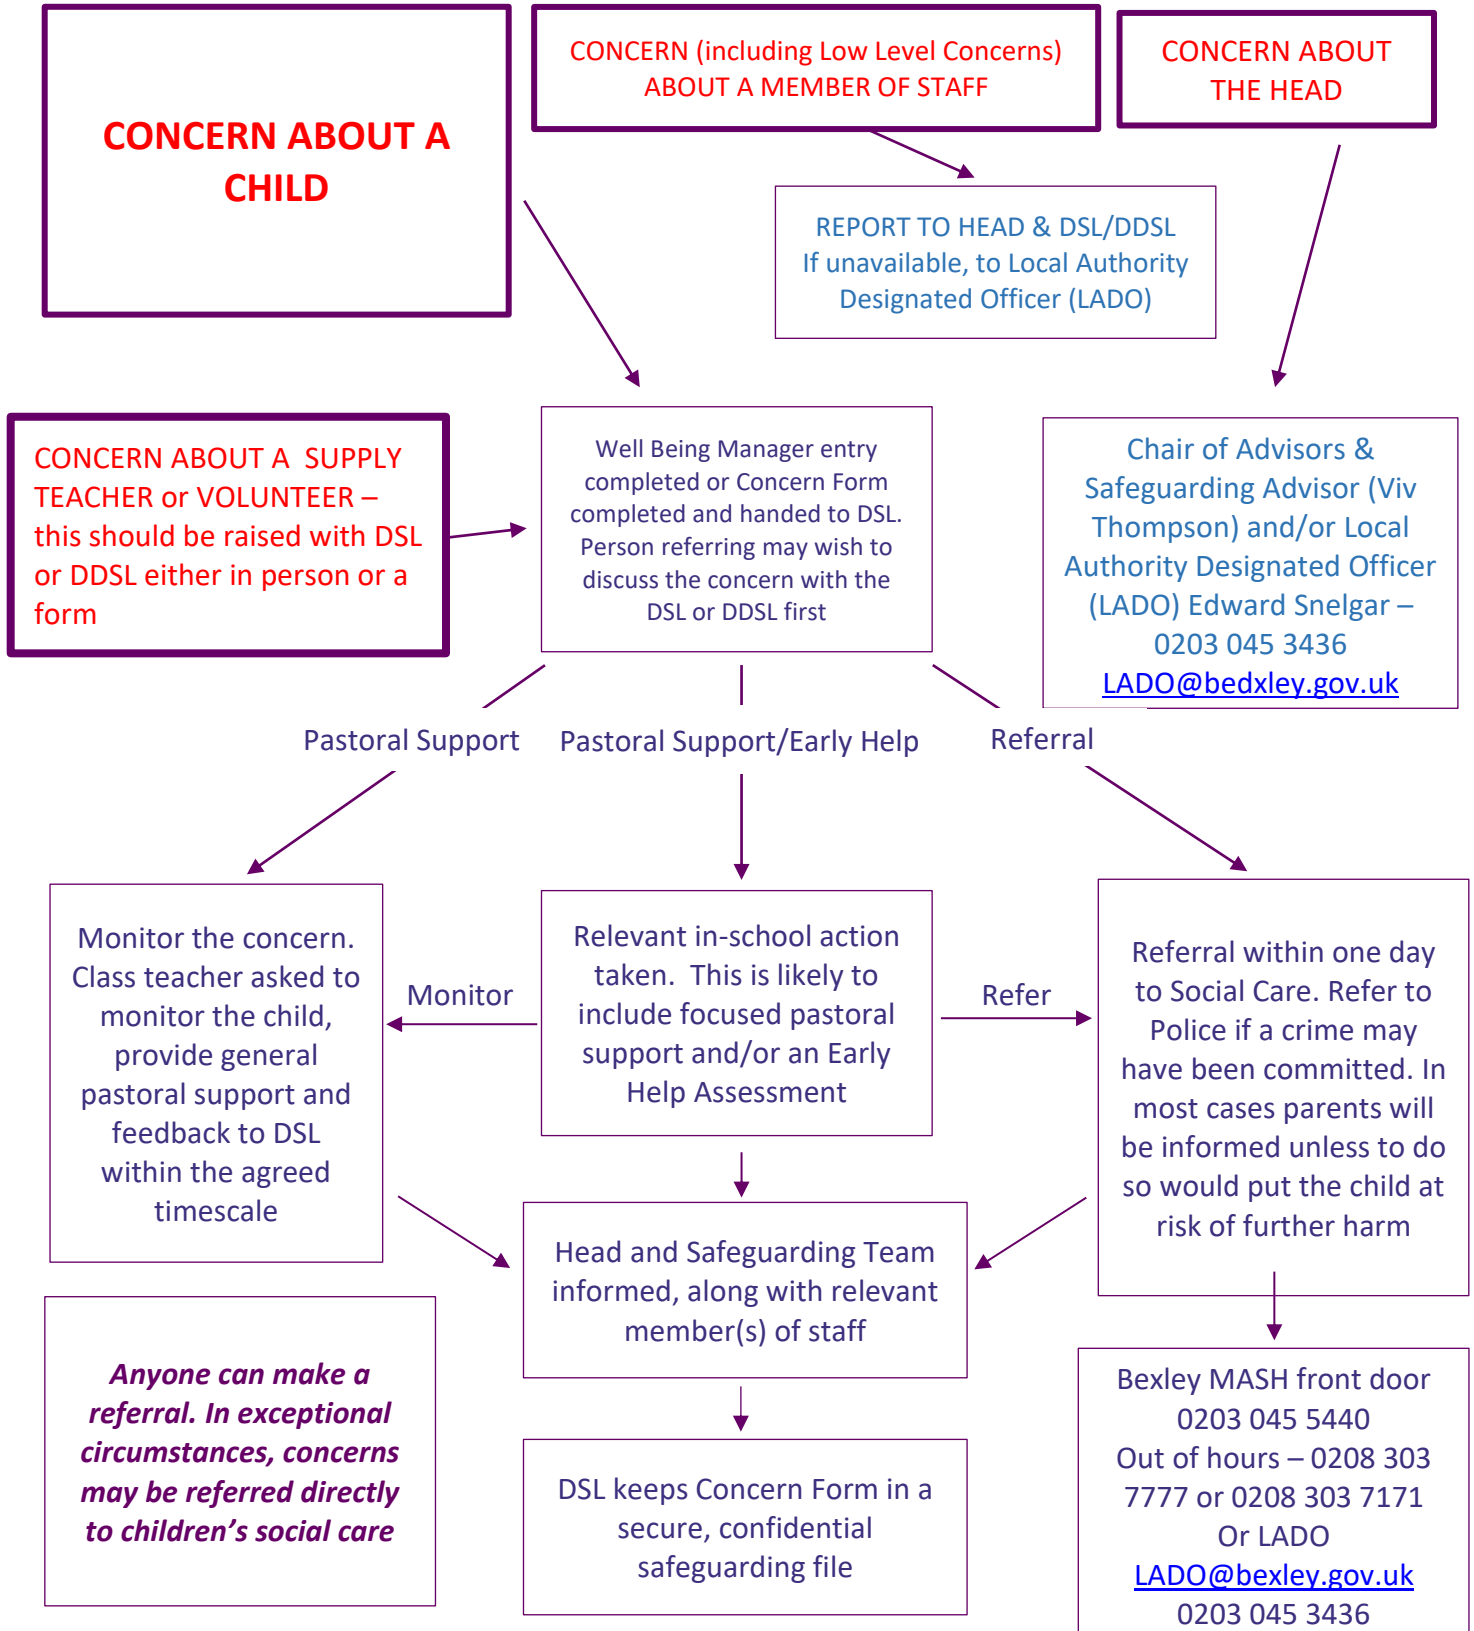 CONCERN ABOUT A
CHILD
CONCERN (including Low Level Concerns)
ABOUT A MEMBER OF STAFF
CONCERN ABOUT
THE HEAD
REPORT TO HEAD & DSL/DDSL
If unavailable, to Local Authority
Designated Officer (LADO)
CONCERN ABOUT A  SUPPLY
TEACHER or VOLUNTEER –
this should be raised with DSL
or DDSL either in person or a
form
Well Being Manager entry
completed or Concern Form
completed and handed to DSL.
Person referring may wish to
discuss the concern with the
DSL or DDSL first
Chair of Advisors &
Safeguarding Advisor (Viv
Thompson) and/or Local
Authority Designated Officer
(LADO) Edward Snelgar –
0203 045 3436
LADO@bedxley.gov.uk
Pastoral Support
Pastoral Support/Early Help
Referral
Monitor the concern.
Class teacher asked to
monitor the child,
provide general
pastoral support and
feedback to DSL
within the agreed
timescale
Monitor
Relevant in-school action
taken.  This is likely to
include focused pastoral
support and/or an Early
Help Assessment
Refer
Referral within one day
to Social Care. Refer to
Police if a crime may
have been committed. In
most cases parents will
be informed unless to do
so would put the child at
risk of further harm
Head and Safeguarding Team
informed, along with relevant
member(s) of staff
Anyone can make a
referral. In exceptional
circumstances, concerns
may be referred directly
to children’s social care
DSL keeps Concern Form in a
secure, confidential
safeguarding file
Bexley MASH front door
0203 045 5440
Out of hours – 0208 303
7777 or 0208 303 7171
Or LADO
LADO@bexley.gov.uk
0203 045 3436